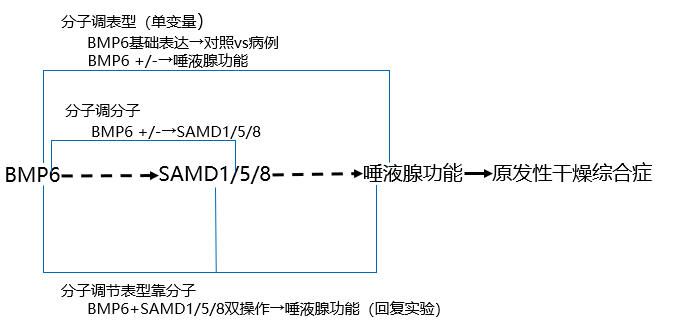 分子调表型（单变量）
BMP6基础表达→对照vs病例
BMP6 +/-→唾液腺功能
分子调分子
BMP6 +/-→SAMD1/5/8
BMP6 SAMD1/5/8 唾液腺功能 原发性干燥综合症
分子调节表型靠分子
BMP6+SAMD1/5/8双操作→唾液腺功能（回复实验）